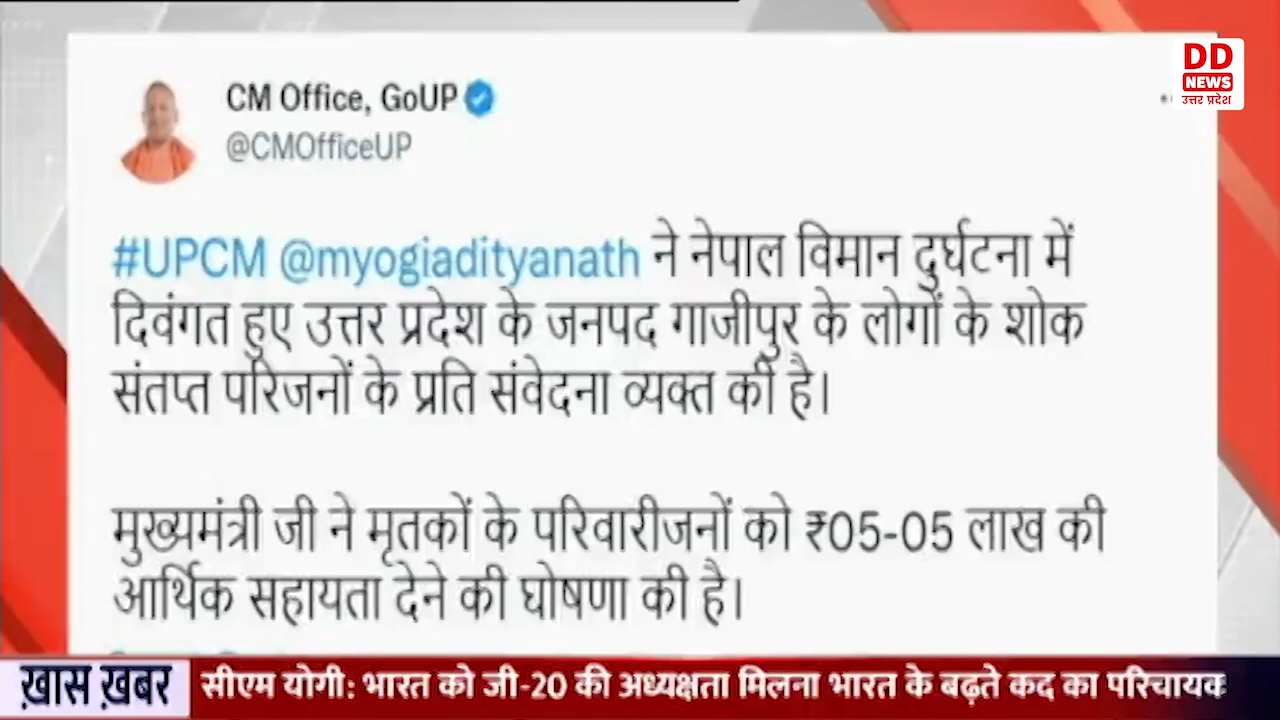 DD
NEWS
उत्तर प्रदेश
CM Office, GoUP
@CMOfficeUP
#UPCM @myogiadityanath ने नेपाल विमान दुर्घटना में
दिवंगत हुए उत्तर प्रदेश के जनपद गाजीपुर के लोगों के शोक
संतप्त परिजनों के प्रति संवेदना व्यक्त की है।
मुख्यमंत्री जी ने मृतकों के परिवारीजनों को ₹05-05 लाख की
आर्थिक सहायता देने की घोषणा की है।
ख़ास ख़बर
सीएम योगी: भारत को जी-20 की अध्यक्षता मिलना भारत के बढ़ते कद का परिचायक